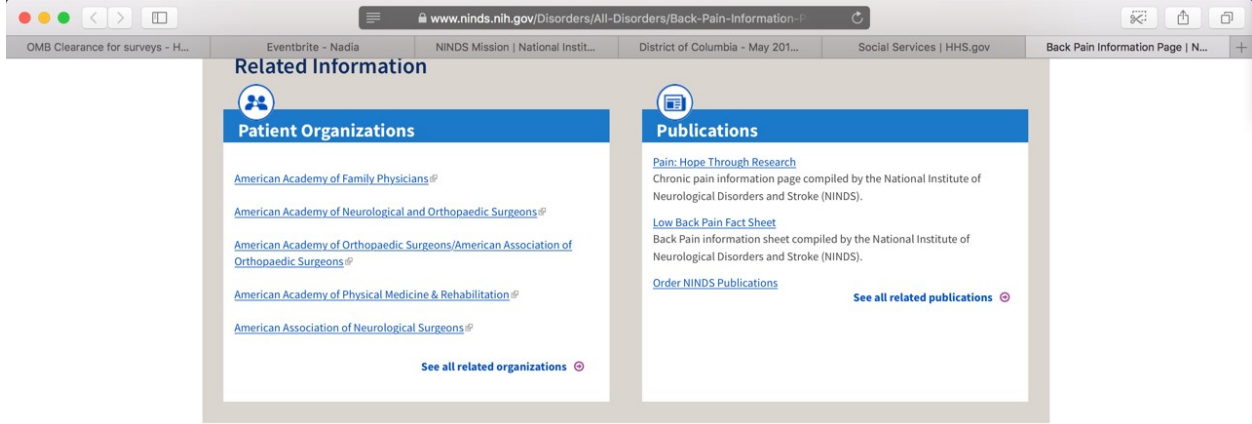 www.ninds.nih.gov/Disorders/All-Disorders/Back-Pain-Information-P
OMB Clearance for surveys - H...
Eventbrite - Nadia
NINDS Mission | National Instit...
District of Columbia - May 201...
Social Services | HHS.gov
Back Pain Information Page | N...
Related Information
Patient Organizations
American Academy of Family Physicians
American Academy of Neurological and Orthopaedic Surgeons
American Academy of Orthopaedic Surgeons/American Association of
Orthopaedic Surgeons
American Academy of Physical Medicine & Rehabilitation
American Association of Neurological Surgeons
See all related organizations
Publications
Pain: Hope Through Research
Chronic pain information page compiled by the National Institute of
Neurological Disorders and Stroke (NINDS).
Low Back Pain Fact Sheet
Back Pain information sheet compiled by the National Institute of
Neurological Disorders and Stroke (NINDS).
Order NINDS Publications
See all related publications